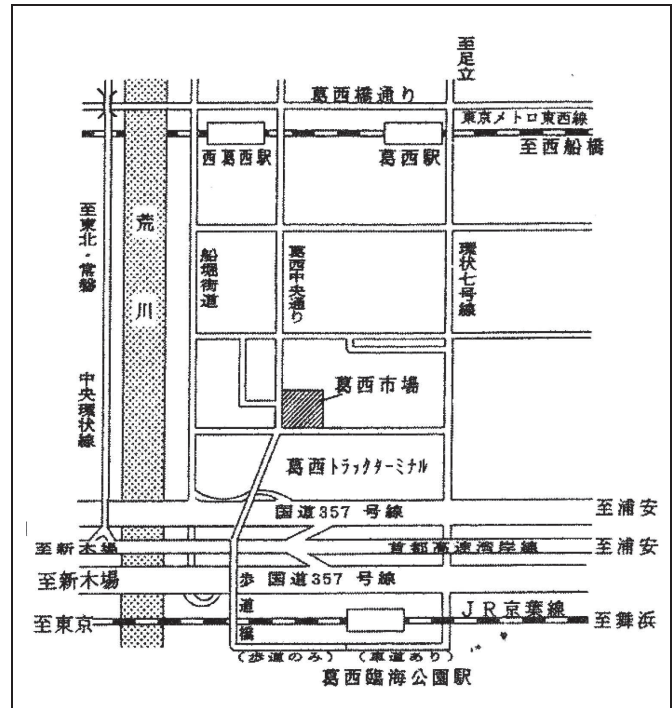 至足立
葛西橋通り
東京メトロ東西線
西葛西駅
葛西駅
至西船橋
至東北・常磐
荒川
船堀街道
葛西中央通り
環状七号線
中央環状線
葛西市場
葛西トラックターミナル
国道357号線
至浦安
至新木場
首都高速湾岸線
至浦安
至新木場
歩道橋
国道357号線
JR京葉線
至東京
至舞浜
(歩道のみ)
(車道あり)
葛西臨海公園駅